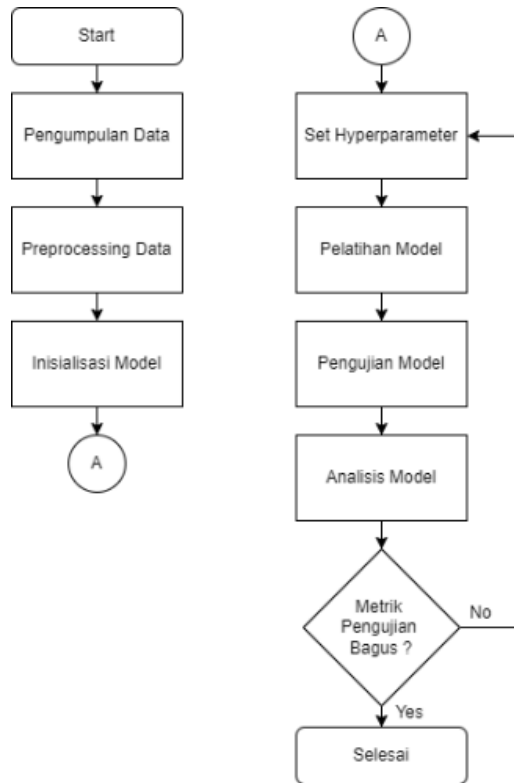 Start
Pengumpulan Data
Preprocessing Data
Inisialisasi Model
A
A
Set Hyperparameter
Pelatihan Model
Pengujian Model
Analisis Model
Metrik
Pengujian
Bagus ?
No
Yes
Selesai